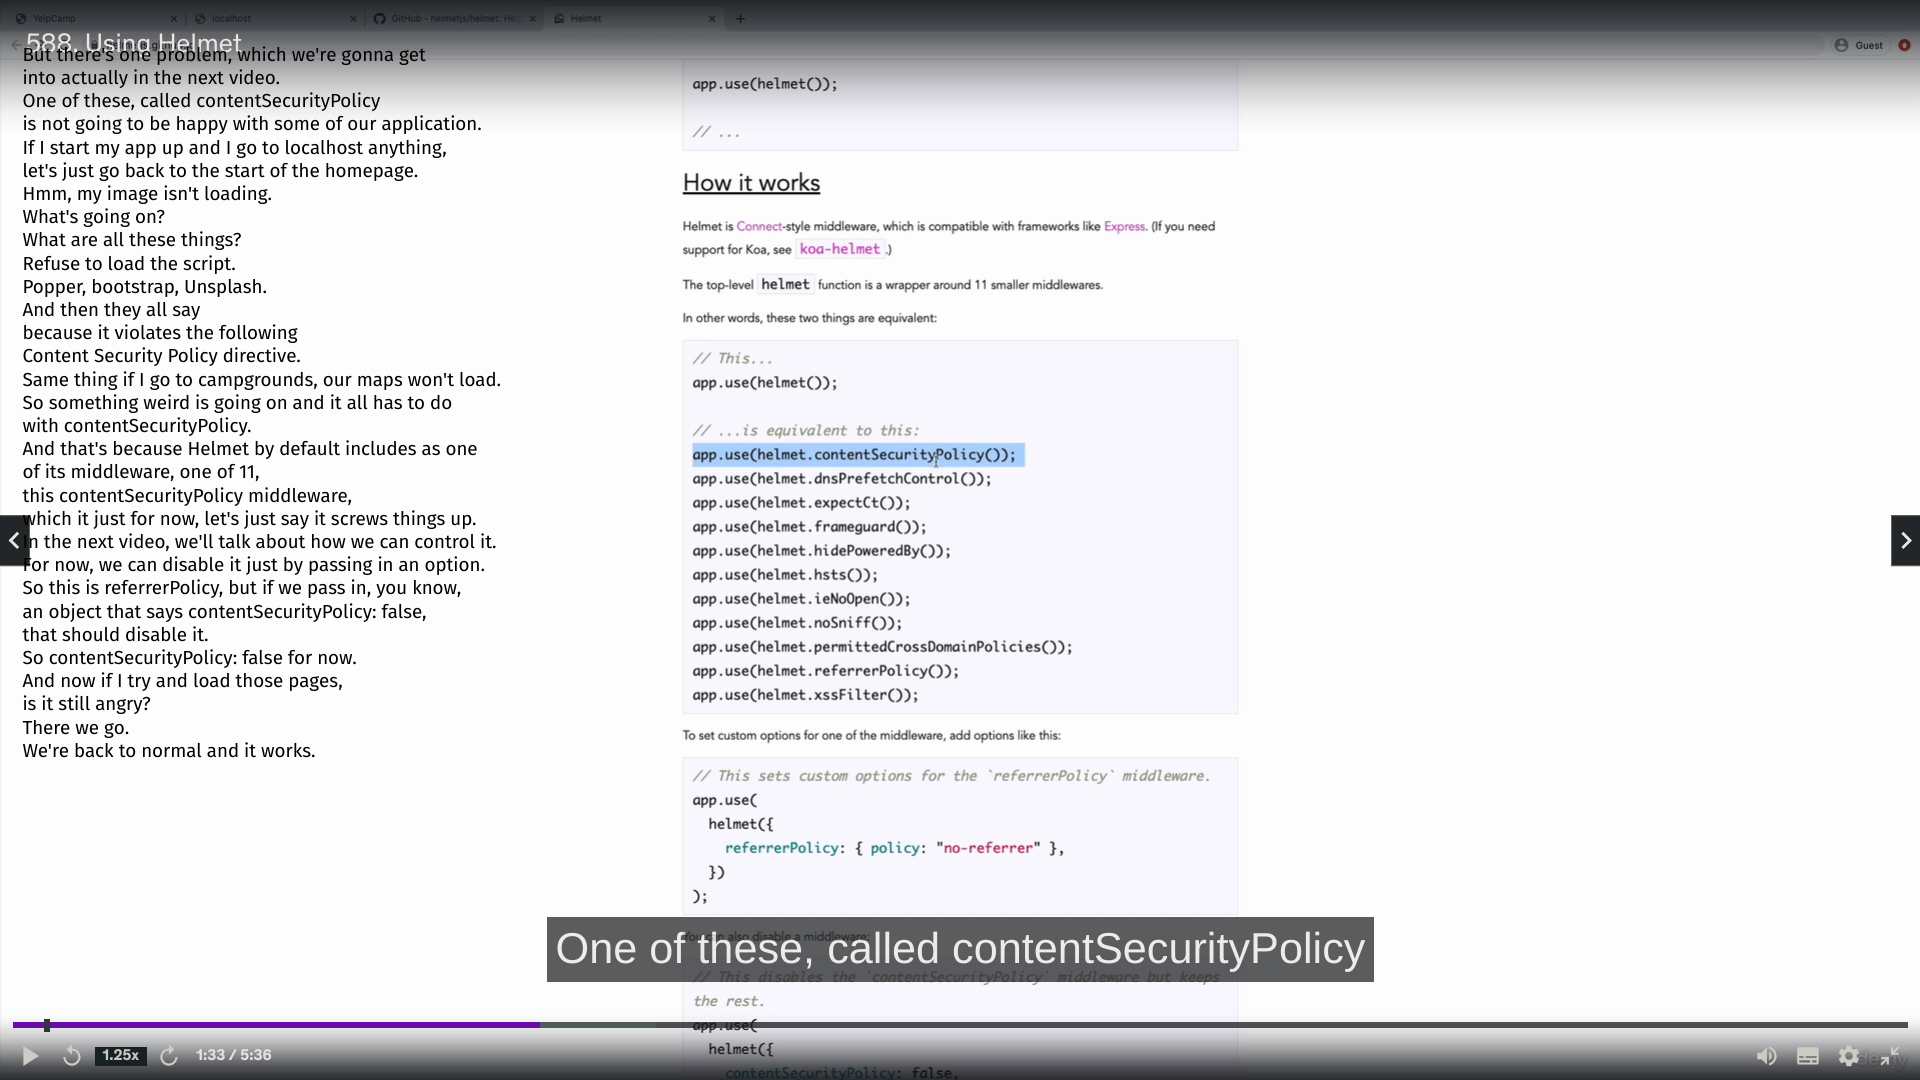 YelpCamp
localhost
GitHub - helmetjs/helmet: He
Helmet
588. Using Helmet
Guest
But there's one problem, which we're gonna get
into actually in the next video.
One of these, called contentSecurityPolicy
is not going to be happy with some of our application.
If I start my app up and I go to localhost anything,
let's just go back to the start of the homepage.
Hmm, my image isn't loading.
What's going on?
What are all these things?
Refuse to load the script.
Popper, bootstrap, Unsplash.
And then they all say
because it violates the following
Content Security Policy directive.
Same thing if I go to campgrounds, our maps won't load.
So something weird is going on and it all has to do
with contentSecurityPolicy.
And that's because Helmet by default includes as one
of its middleware, one of 11,
this contentSecurityPolicy middleware,
which it just for now, let's just say it screws things up.
In the next video, we'll talk about how we can control it.
For now, we can disable it just by passing in an option.
So this is referrerPolicy, but if we pass in, you know,
an object that says contentSecurityPolicy: false,
that should disable it.
So contentSecurityPolicy: false for now.
And now if I try and load those pages,
is it still angry?
There we go.
We're back to normal and it works.
app.use(helmet());
// ...
How it works
Helmet is Connect-style middleware, which is compatible with frameworks like Express. (If you need
support for Koa, see koa-helmet.)
The top-level helmet function is a wrapper around 11 smaller middlewares.
In other words, these two things are equivalent:
// This...
app.use(helmet());
// ...is equivalent to this:
app.use(helmet.contentSecurityPolicy());
app.use(helmet.dnsPrefetchControl());
app.use(helmet.expectCt());
app.use(helmet.frameguard());
app.use(helmet.hidePoweredBy());
app.use(helmet.hsts());
app.use(helmet.ieNoOpen());
app.use(helmet.noSniff());
app.use(helmet.permittedCrossDomainPolicies());
app.use(helmet.referrerPolicy());
app.use(helmet.xssFilter());
To set custom options for one of the middleware, add options like this:
// This sets custom options for the `referrerPolicy` middleware.
app.use(
helmet({
referrerPolicy: { policy: "no-referrer" },
})
);
You can also disable a middleware:
One of these, called contentSecurityPolicy
// This disables the `contentSecurityPolicy` middleware but keeps
the rest.
app.use(
helmet({
contentSecurityPolicy: false,
1.25x
1:33 / 5:36